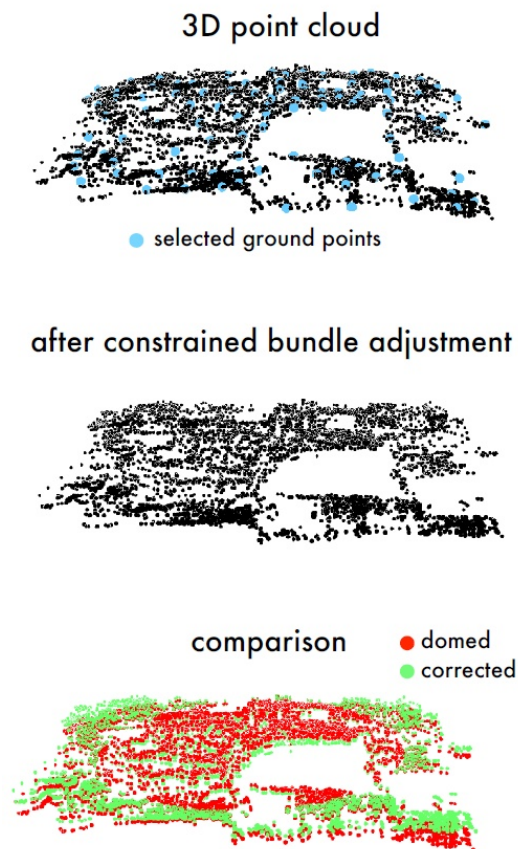 3D point cloud
selected ground points
after constrained bundle adjustment
comparison
domed
corrected